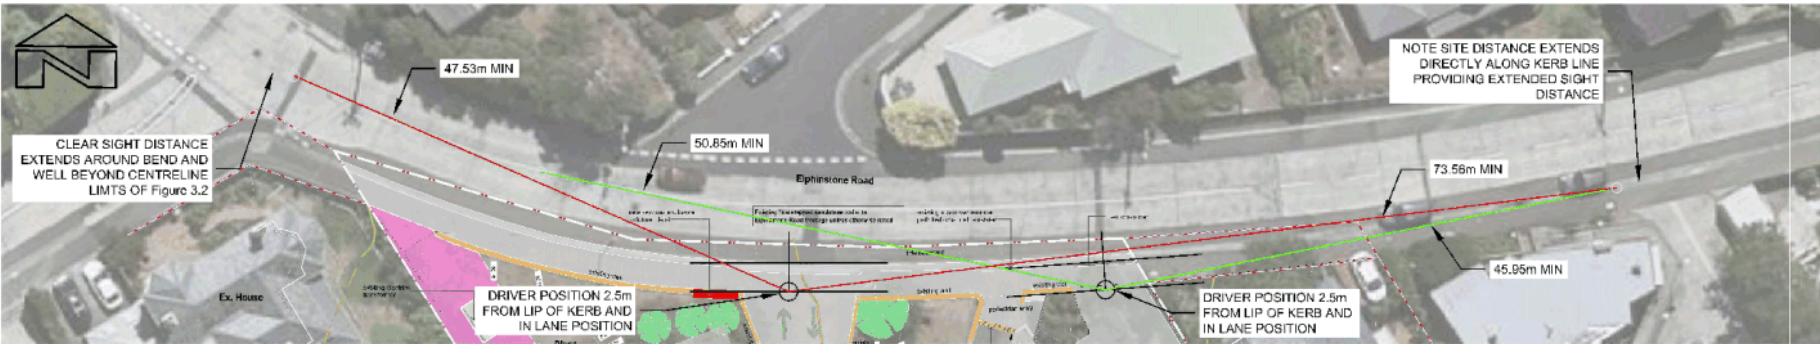 47.53m MIN
NOTE SITE DISTANCE EXTENDS
DIRECTLY ALONG KERB LINE
PROVIDING EXTENDED SIGHT
DISTANCE
CLEAR SIGHT DISTANCE
EXTENDS AROUND BEND AND
WELL BEYOND CENTRELINE
LIMTS OF Figure 3.2
50.85m MIN
Elphinstone Road
73.56m MIN
45.95m MIN
Ex. House
DRIVER POSITION 2.5m
FROM LIP OF KERB AND
IN LANE POSITION
existing wall
DRIVER POSITION 2.5m
FROM LIP OF KERB AND
IN LANE POSITION